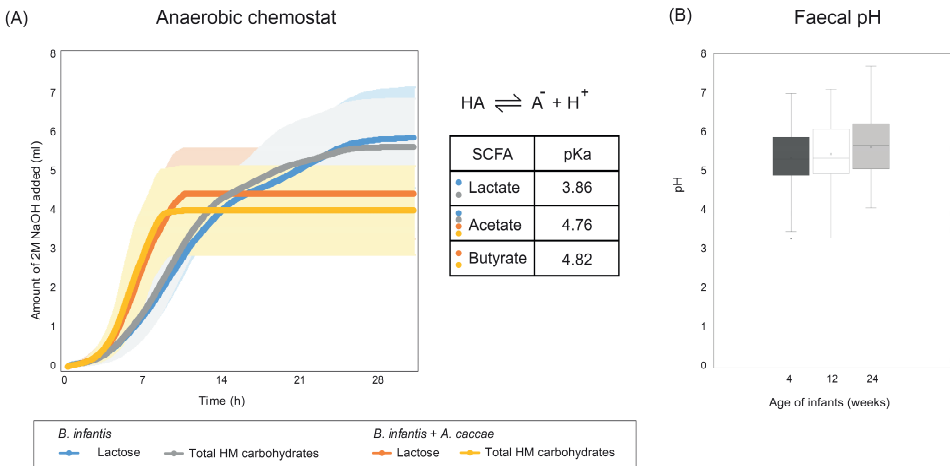 (A) Anaerobic chemostat
Amount of 2M NaOH added (ml)
8
7
6
5
4
3
2
1
0
0 7 14 21 28
Time (h)
HA ⇌ A⁻ + H⁺
SCFA pKa
Lactate 3.86
Acetate 4.76
Butyrate 4.82
(B) Faecal pH
pH
8
7
6
5
4
3
2
1
0
4 12 24
Age of infants (weeks)
B. infantis B. infantis + A. caccae
Lactose Total HM carbohydrates Lactose Total HM carbohydrates